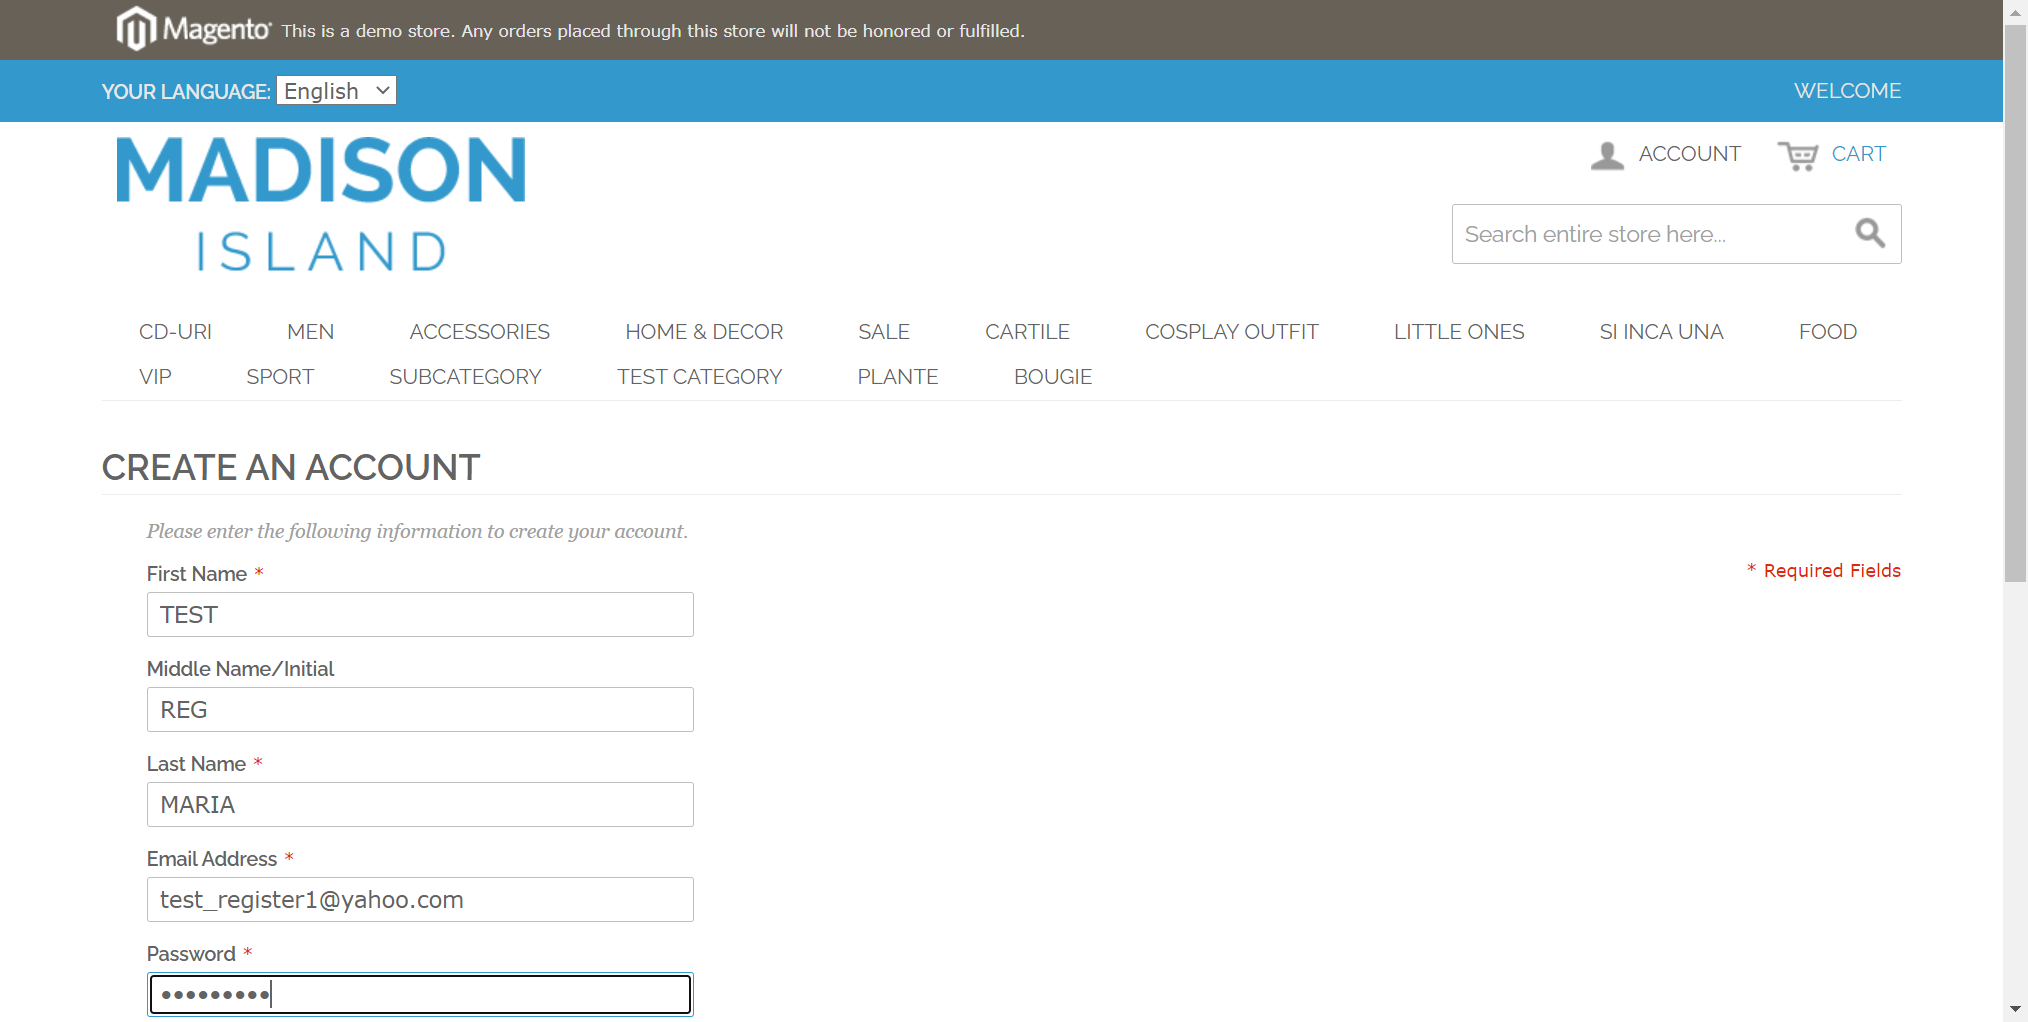 Magento® This is a demo store. Any orders placed through this store will not be honored or fulfilled.
YOUR LANGUAGE: English WELCOME
MADISON
ISLAND
ACCOUNT CART
Search entire store here...
CD-URI MEN ACCESSORIES HOME & DECOR SALE CARTILE COSPLAY OUTFIT LITTLE ONES SI INCA UNA FOOD
VIP SPORT SUBCATEGORY TEST CATEGORY PLANTE BOUGIE
CREATE AN ACCOUNT
Please enter the following information to create your account.
* Required Fields
First Name *
TEST
Middle Name/Initial
REG
Last Name *
MARIA
Email Address *
test_register1@yahoo.com
Password *
•••••••••